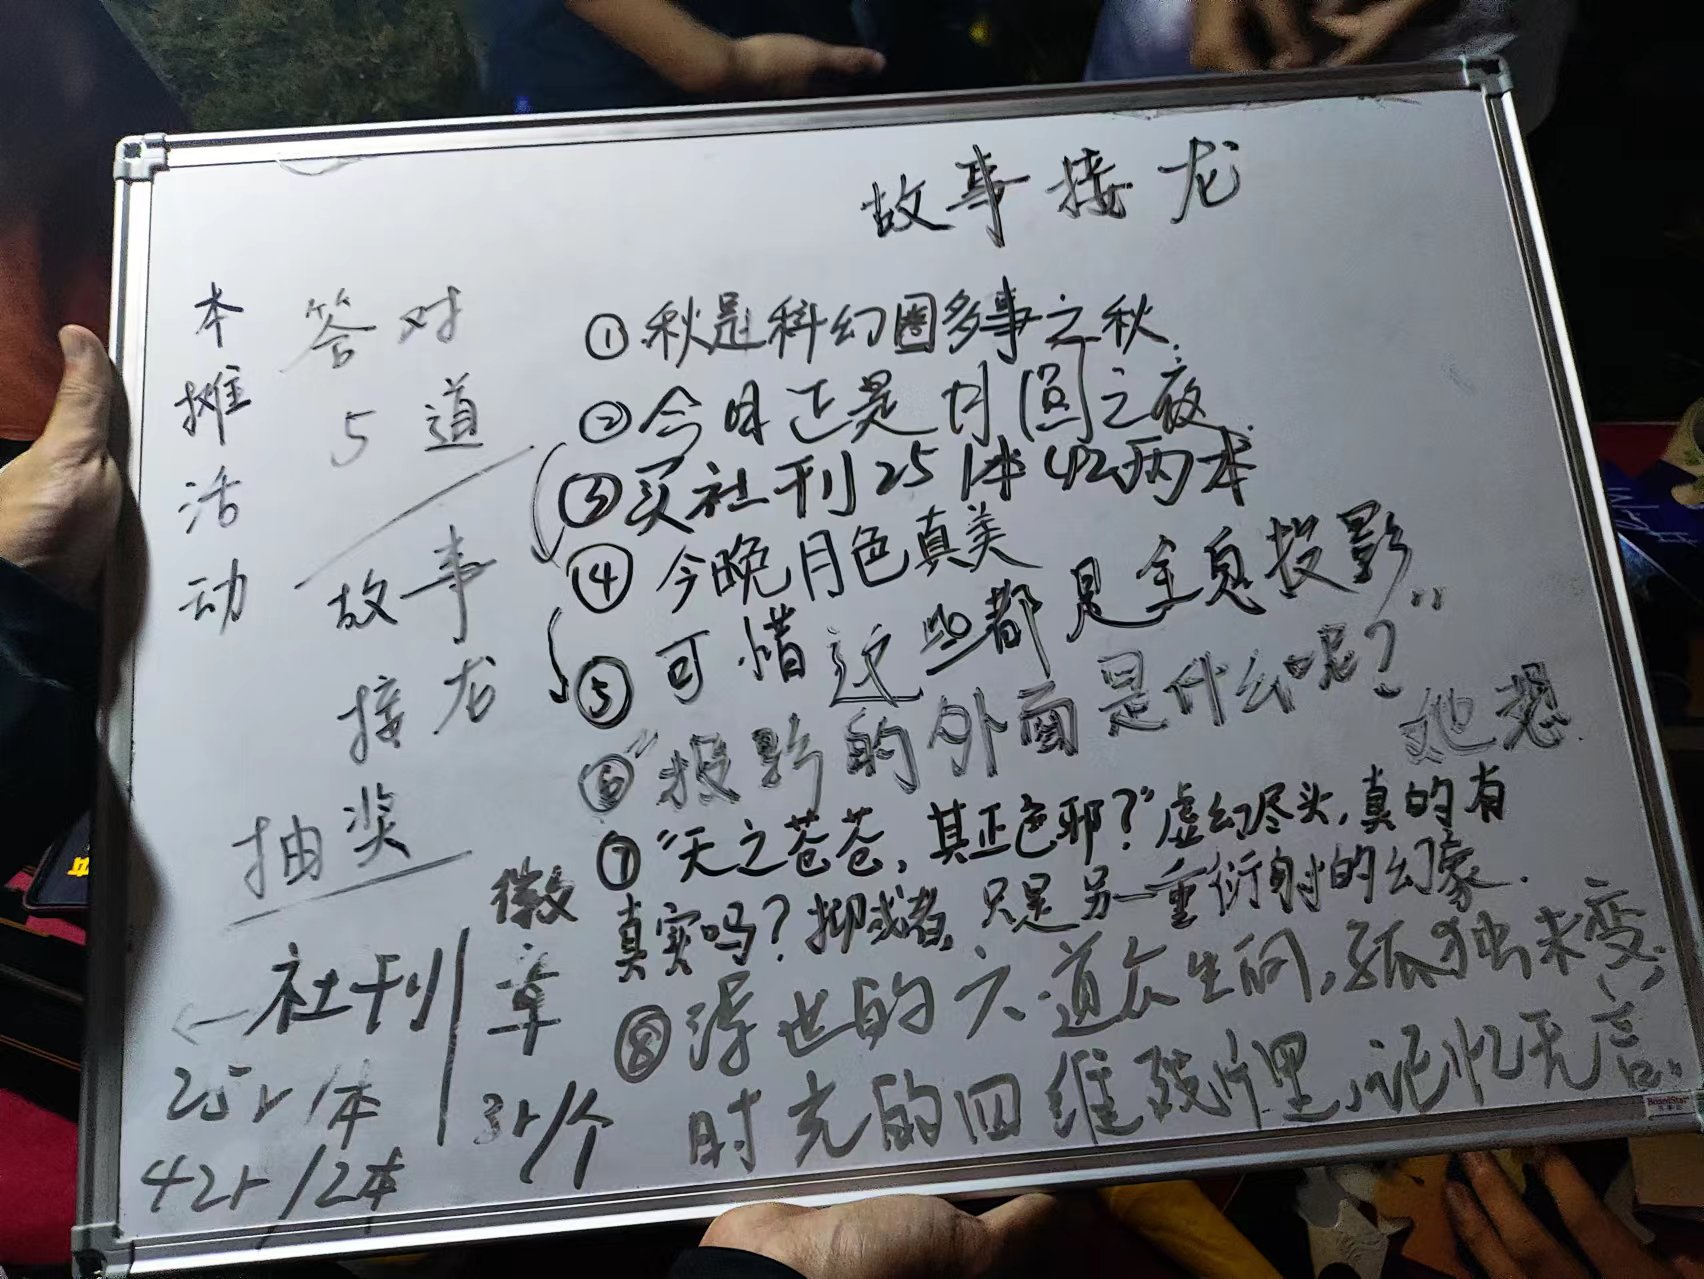 故事接龙
本摊活动
答对
5道
故事
接龙
抽奖
←社刊
25r/本
42r/2本
徽章
3r/个
①秋是科幻圈多事之秋.
②今日正是月圆之夜.
③买社刊25 1本42两本
④今晚月色真美
⑤可惜这些都是全息投影
⑥“投影的外面是什么呢?”
她想.
⑦“天之苍苍,其正色邪?”虚幻尽头,真的有
真实吗?抑或者,只是另一重衍射的幻象.
⑧浮世的六道众生间,孤独未变;
时光的四维残片里,记忆无言.
BoardStar